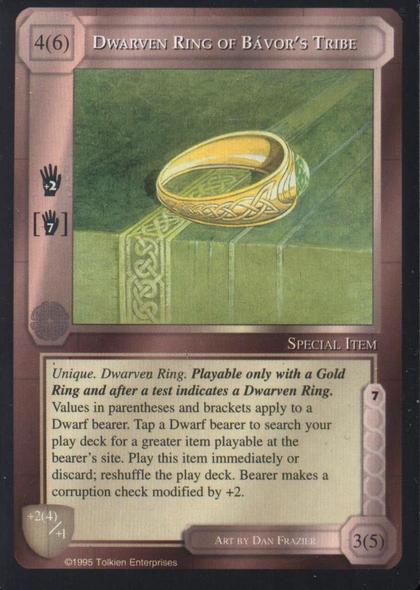 4(6)
DWARVEN RING OF BÁVOR'S TRIBE
+2
[7]
SPECIAL ITEM
Unique. Dwarven Ring. Playable only with a Gold
Ring and after a test indicates a Dwarven Ring.
Values in parentheses and brackets apply to a
Dwarf bearer. Tap a Dwarf bearer to search your
play deck for a greater item playable at the
bearer's site. Play this item immediately or
discard; reshuffle the play deck. Bearer makes a
corruption check modified by +2.
7
+2(4)
/+1
ART BY DAN FRAZIER
3(5)
©1995 Tolkien Enterprises